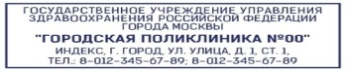 ГОСУДАРСТВЕННОЕ УЧРЕЖДЕНИЕ УПРАВЛЕНИЯ
ЗДРАВООХРАНЕНИЯ РОССИЙСКОЙ ФЕДЕРАЦИИ
ГОРОДА МОСКВЫ
"ГОРОДСКАЯ ПОЛИКЛИНИКА №00"
ИНДЕКС, Г. ГОРОД, УЛ. УЛИЦА, Д. 1, СТ. 1,
ТЕЛ.: 8-012-345-67-89; 8-012-345-67-89